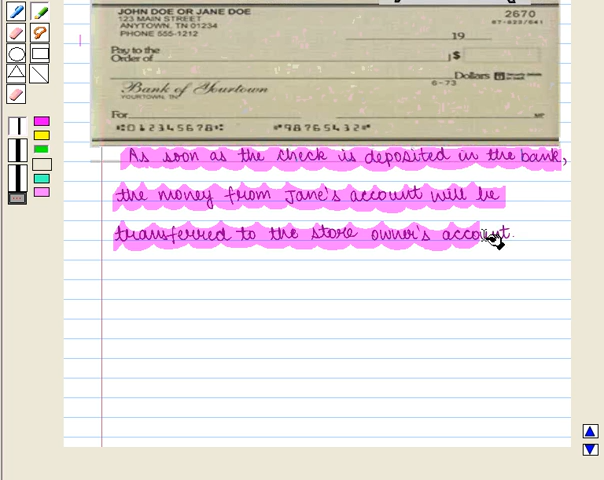 JOHN DOE OR JANE DOE
2670
123 MAIN STREET
ANYTOWN, TN 01234
PHONE 555-1212
19
Pay to the
Order of
$
Dollars
Bank of Yourtown
YOURTOWN, TN
For
⑆012345678⑆ ⑈98765432⑈
As soon as the check is deposited in the bank,
the money from Jane's account will be
transferred to the store owner's account.